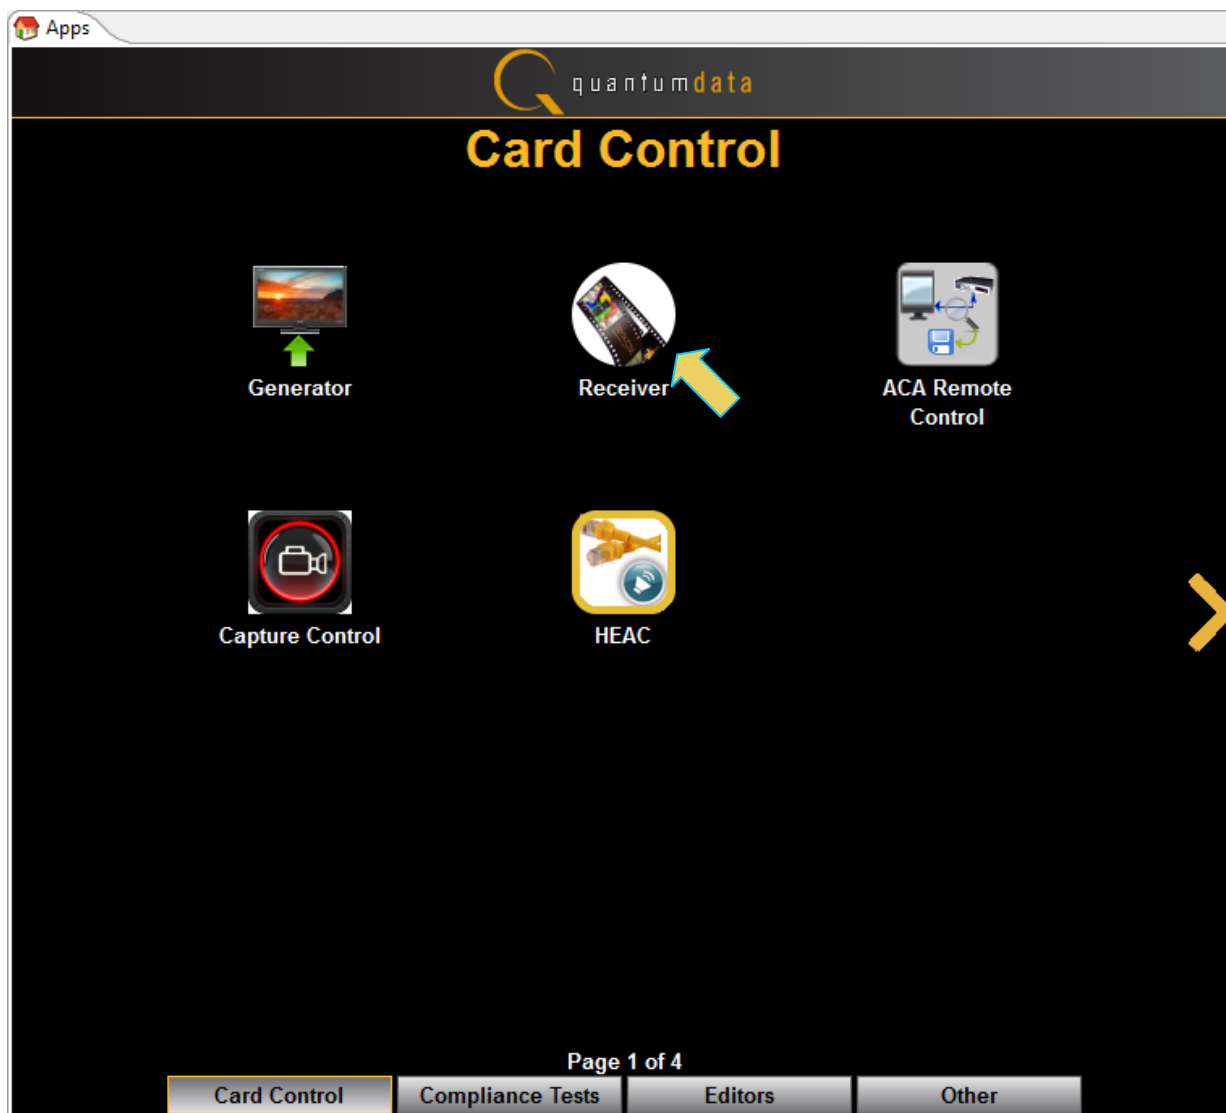 Apps
quantumdata
Card Control
Generator
Receiver
ACA Remote
Control
Capture Control
HEAC
Page 1 of 4
Card Control
Compliance Tests
Editors
Other